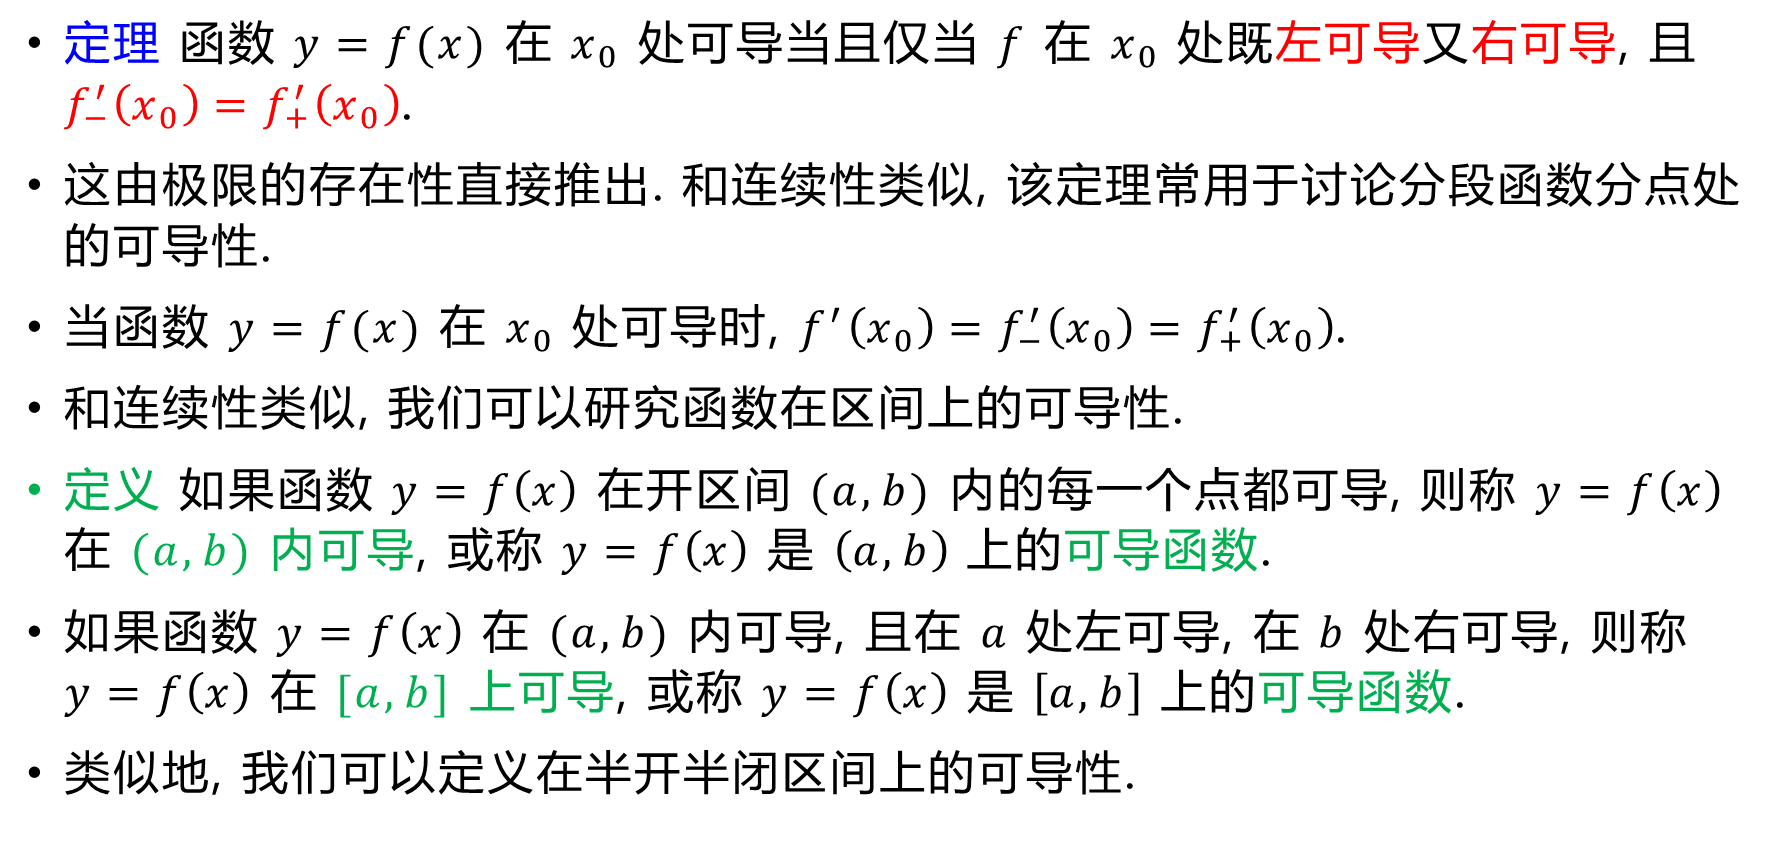 • 定理 函数 y = f(x) 在 x₀ 处可导当且仅当 f 在 x₀ 处既左可导又右可导, 且
f₋′(x₀) = f₊′(x₀).
• 这由极限的存在性直接推出. 和连续性类似, 该定理常用于讨论分段函数分点处
的可导性.
• 当函数 y = f(x) 在 x₀ 处可导时, f′(x₀) = f₋′(x₀) = f₊′(x₀).
• 和连续性类似, 我们可以研究函数在区间上的可导性.
• 定义 如果函数 y = f(x) 在开区间 (a, b) 内的每一个点都可导, 则称 y = f(x)
在 (a, b) 内可导, 或称 y = f(x) 是 (a, b) 上的可导函数.
• 如果函数 y = f(x) 在 (a, b) 内可导, 且在 a 处左可导, 在 b 处右可导, 则称
y = f(x) 在 [a, b] 上可导, 或称 y = f(x) 是 [a, b] 上的可导函数.
• 类似地, 我们可以定义在半开半闭区间上的可导性.